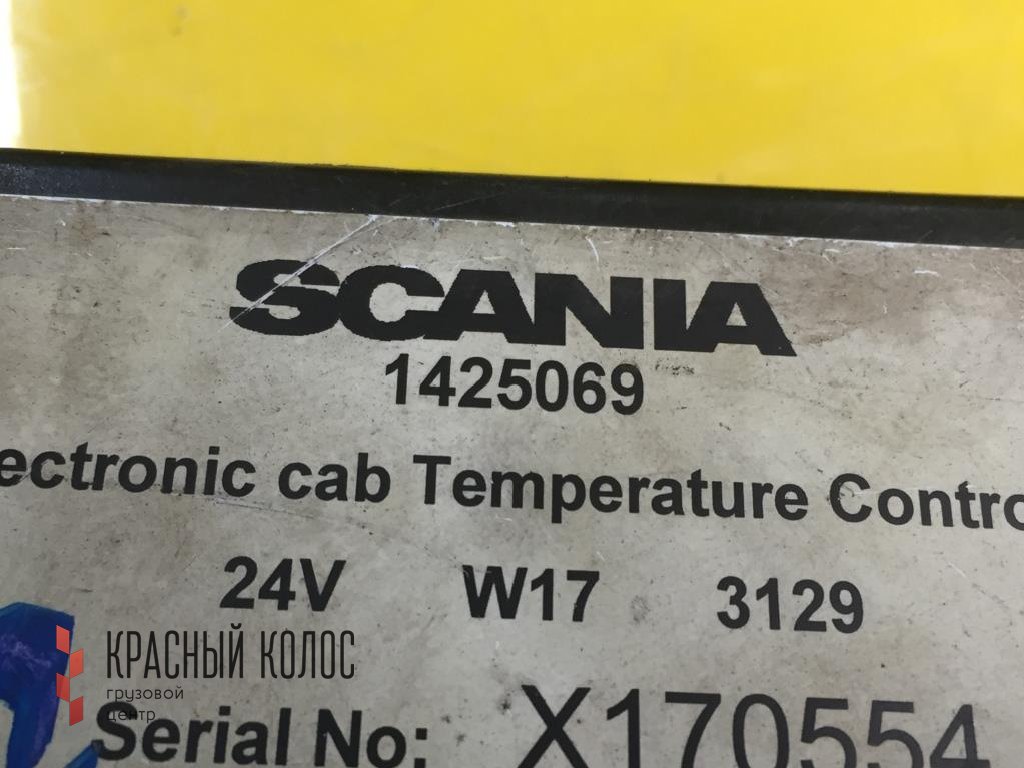 SCANIA
1425069
ectronic cab Temperature Contro
24V W17 3129
КРАСНЫЙ КОЛОС
грузовой
центр
Serial No: X170554